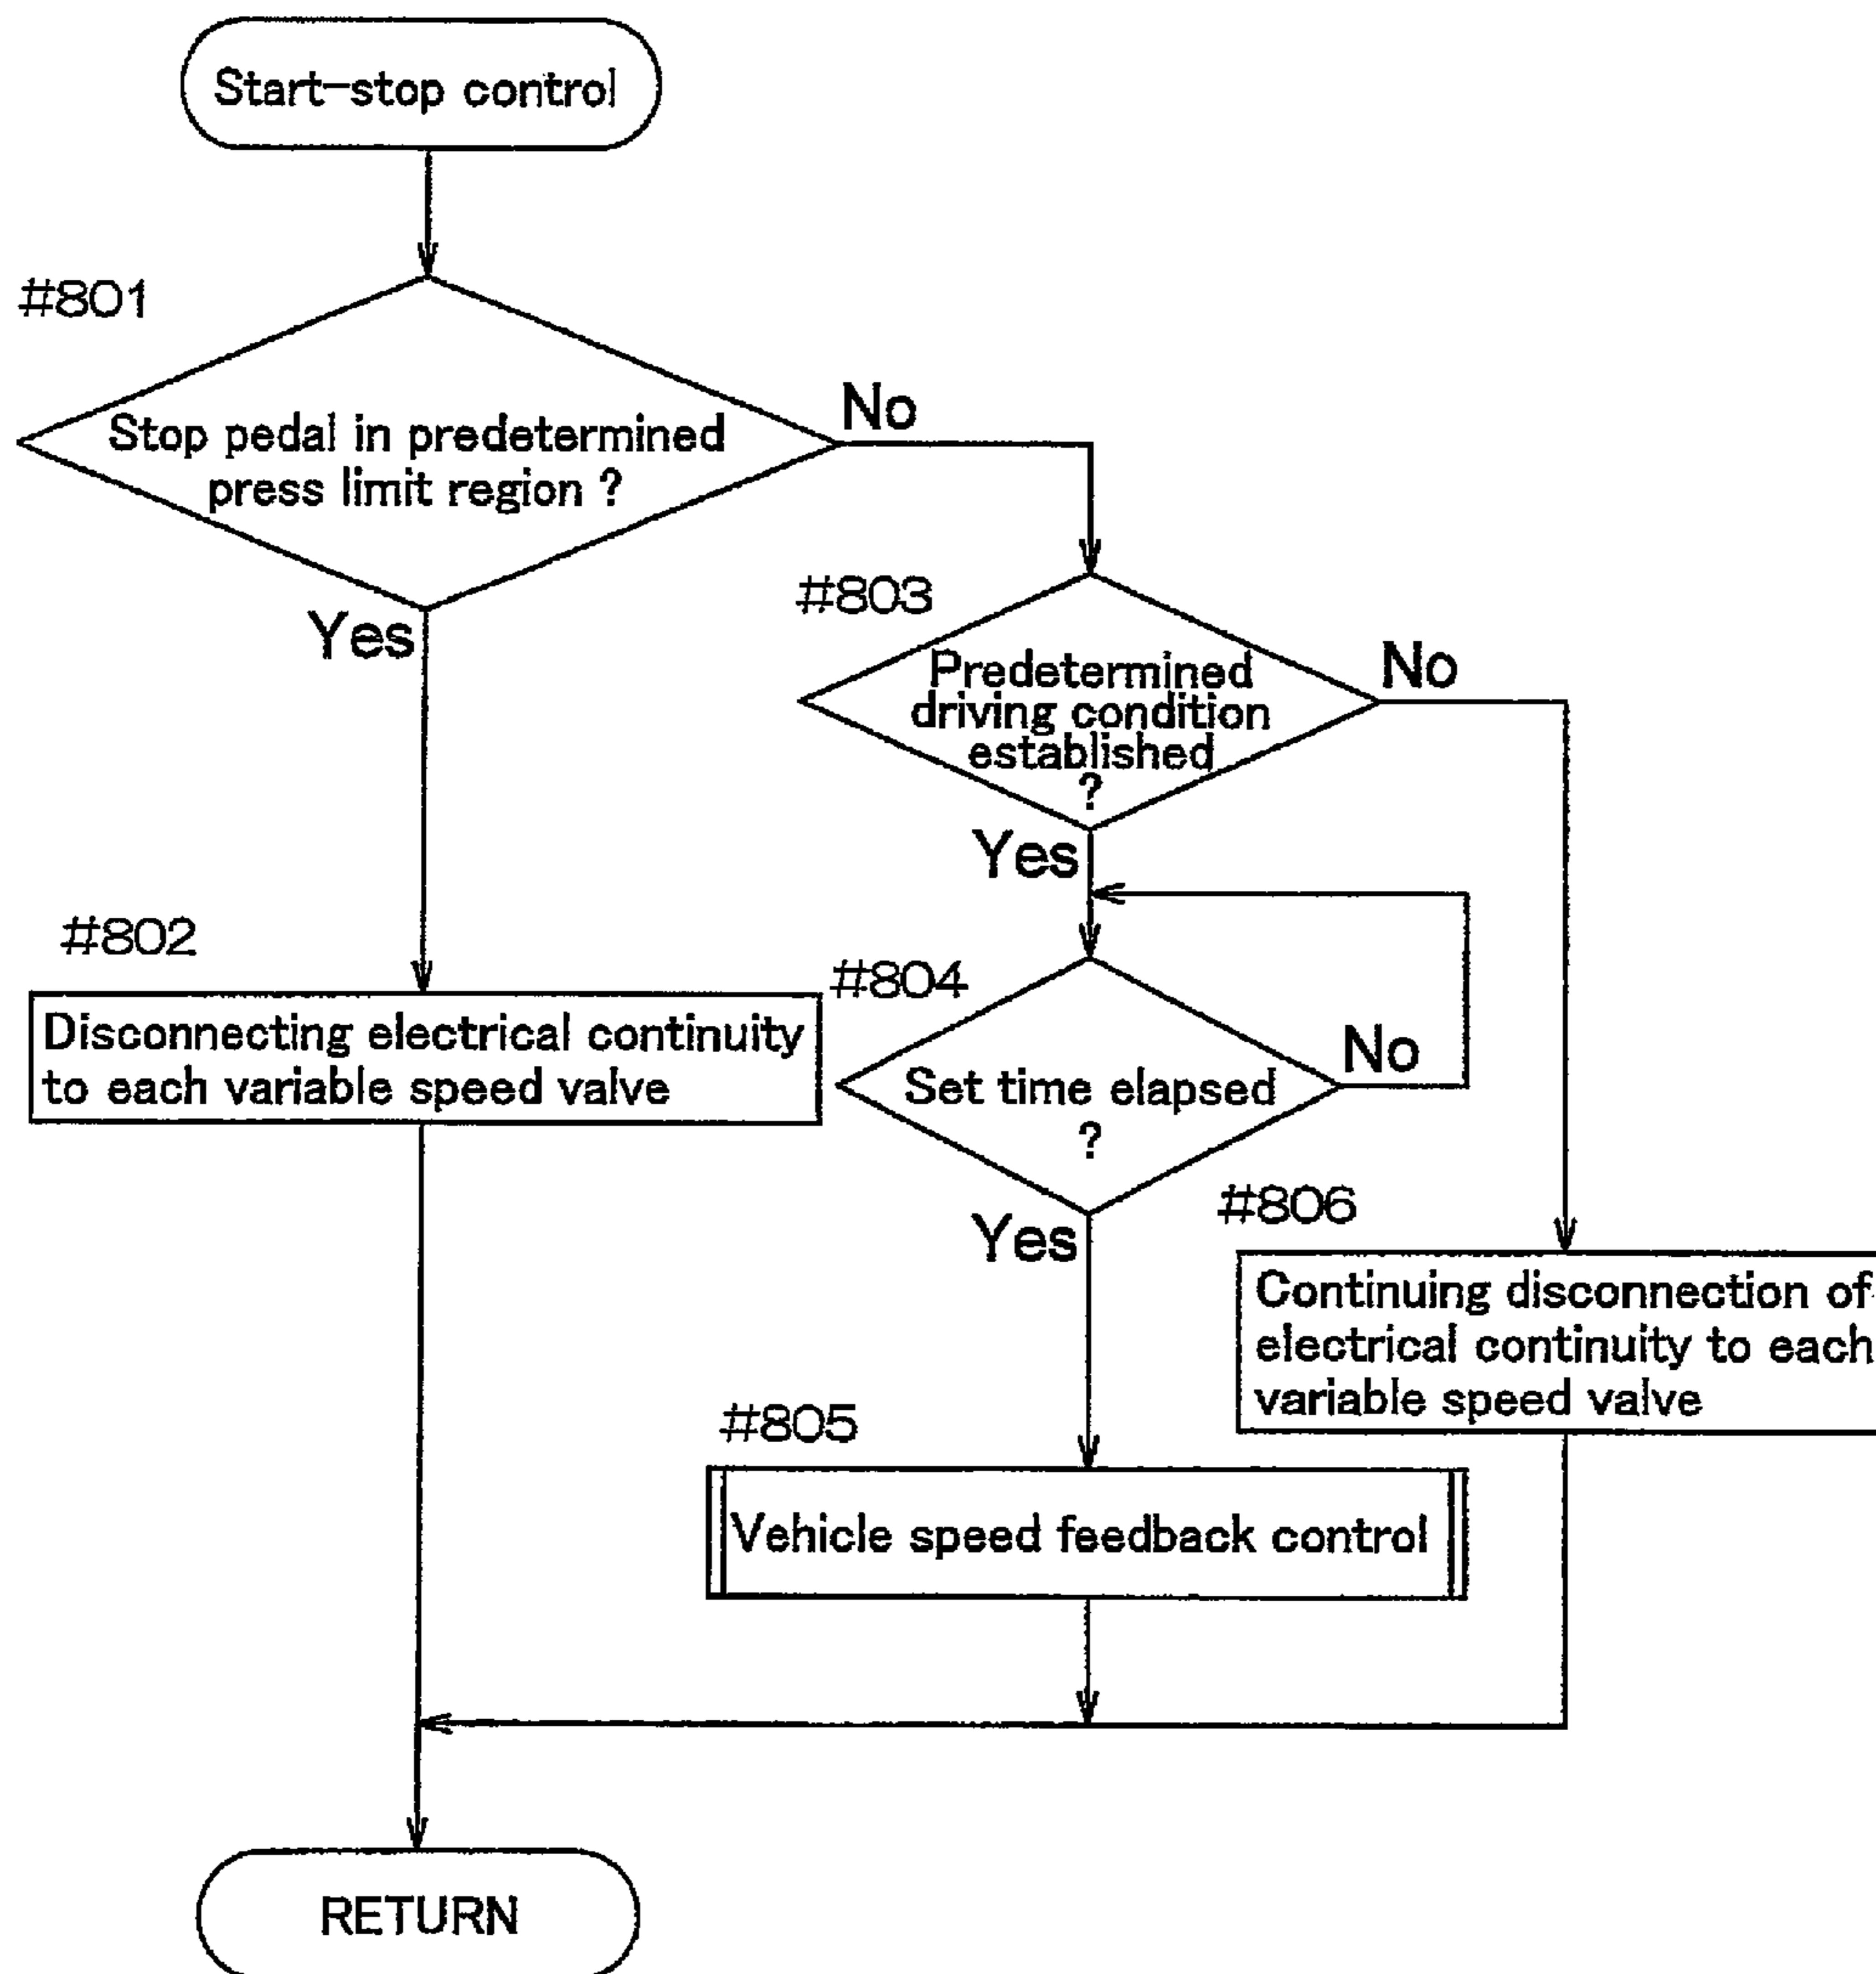 Start-stop control
#801
Stop pedal in predetermined
press limit region ?
No
Yes
#803
Predetermined
driving condition
established
?
No
Yes
#802
Disconnecting electrical continuity
to each variable speed valve
#804
Set time elapsed
?
No
Yes
#806
Continuing disconnection of
electrical continuity to each
variable speed valve
#805
Vehicle speed feedback control
RETURN